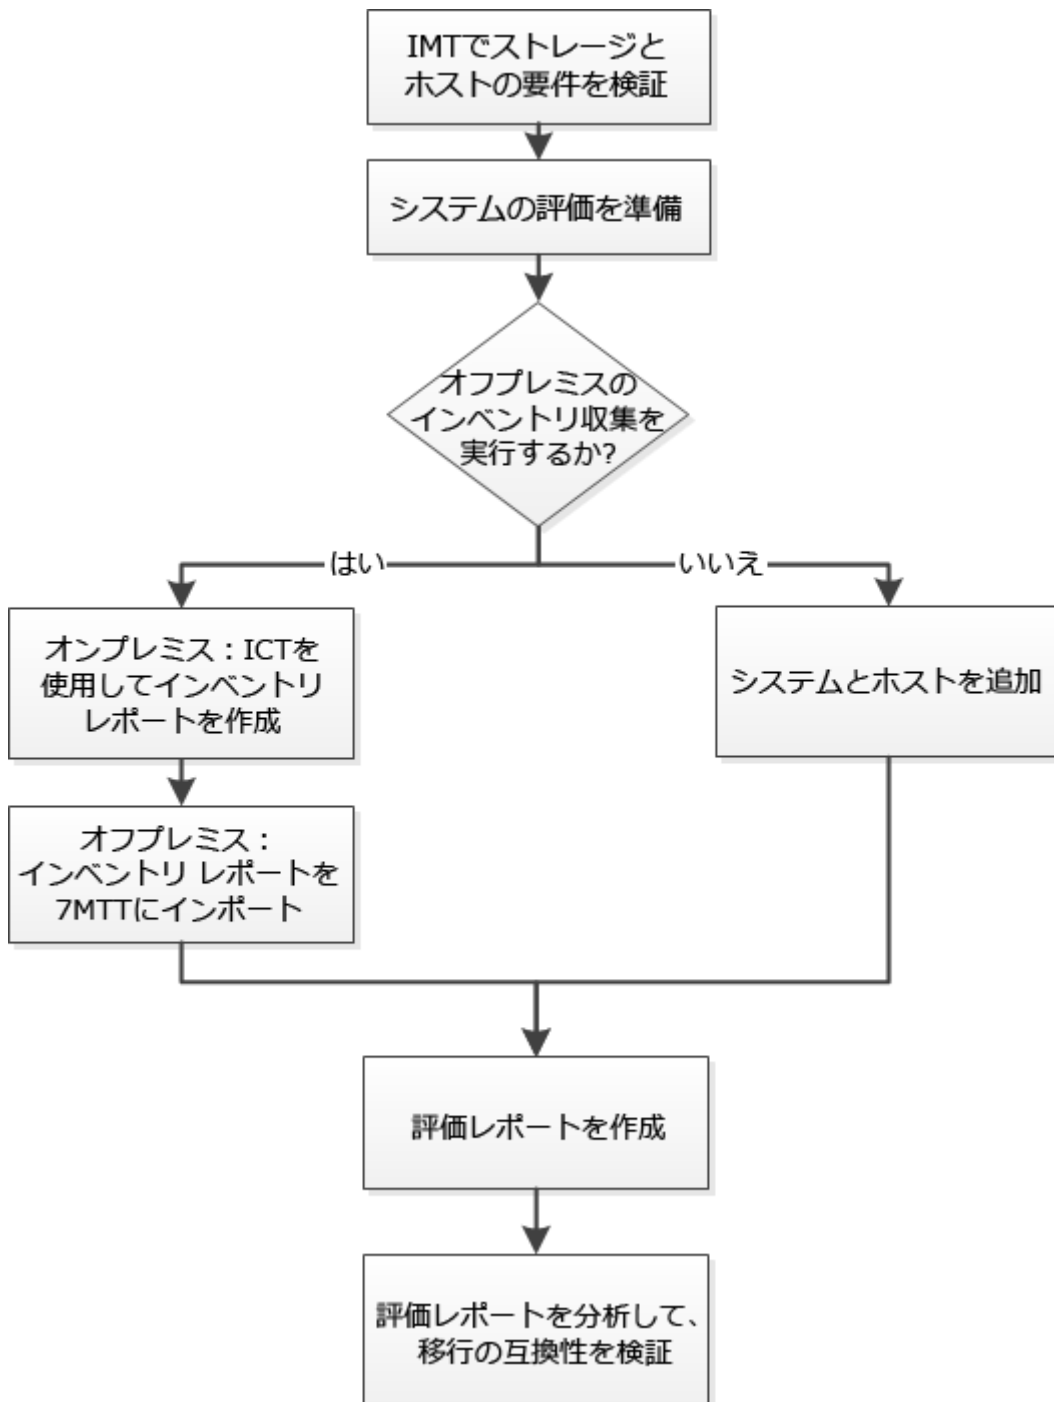 IMTでストレージと
ホストの要件を検証
システムの評価を準備
オフプレミスの
インベントリ収集を
実行するか?
はい
いいえ
オンプレミス：ICTを
使用してインベントリ
レポートを作成
システムとホストを追加
オフプレミス：
インベントリ レポートを
7MTTにインポート
評価レポートを作成
評価レポートを分析して、
移行の互換性を検証